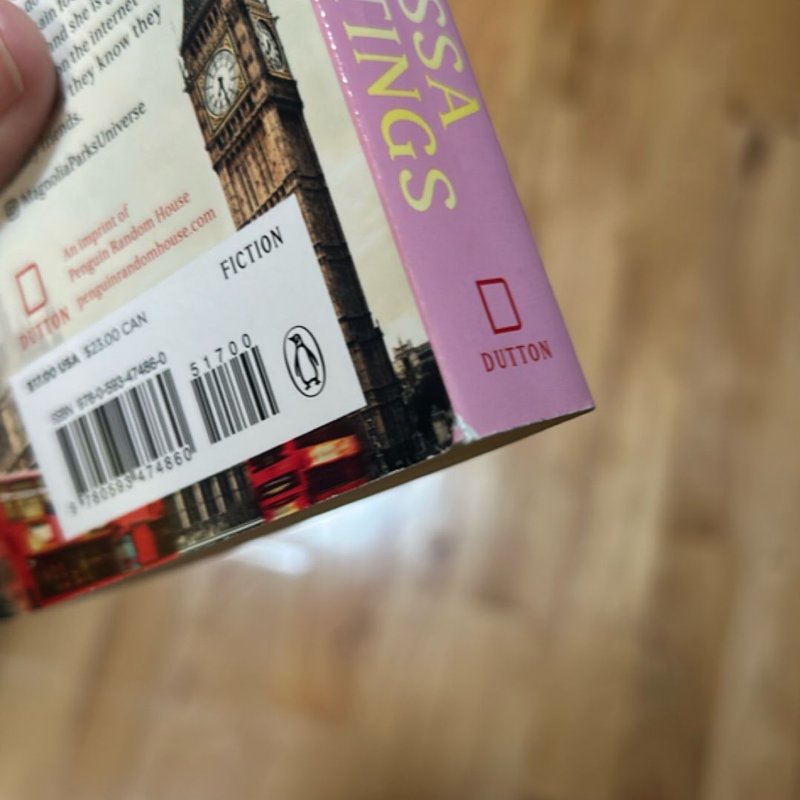 and she is
on the internet
they know they
friends.
MagnoliaParksUniverse
An imprint of
Penguin Random House
penguinrandomhouse.com
DUTTON
FICTION
$17.00 USA $23.00 CAN
ISBN 978-0-593-47486-0
51700
9 780593 474860
SSA
TINGS
DUTTON